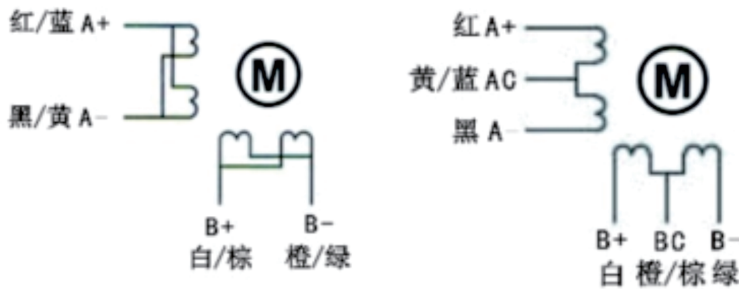 红/蓝 A+
黑/黄 A-
M
B+ B-
白/棕 橙/绿
红 A+
黄/蓝 AC
黑 A-
M
B+ BC B-
白 橙/棕 绿